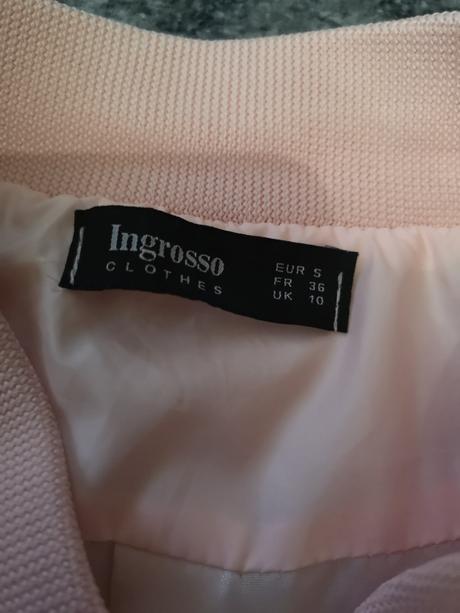 Ingrosso
CLOTHES
EUR S
FR 36
UK 10